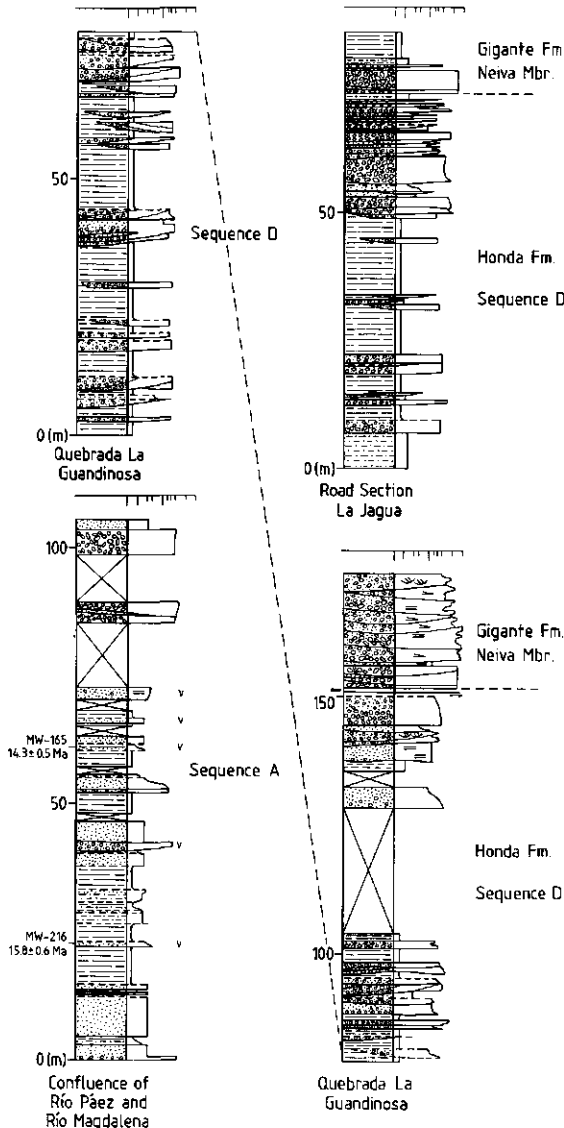 50
Sequence D
0 (m)
Quebrada La
Guandinosa
Gigante Fm.
Neiva Mbr.
50
Honda Fm.
Sequence D
0 (m)
Road Section
La Jagua
100
v
v
MW-165
14.3±0.5 Ma
v
Sequence A
50
v
MW-216
15.8±0.6 Ma
v
0 (m)
Confluence of
Río Páez and
Río Magdalena
Gigante Fm.
Neiva Mbr.
150
Honda Fm.
Sequence D
100
Quebrada La
Guandinosa